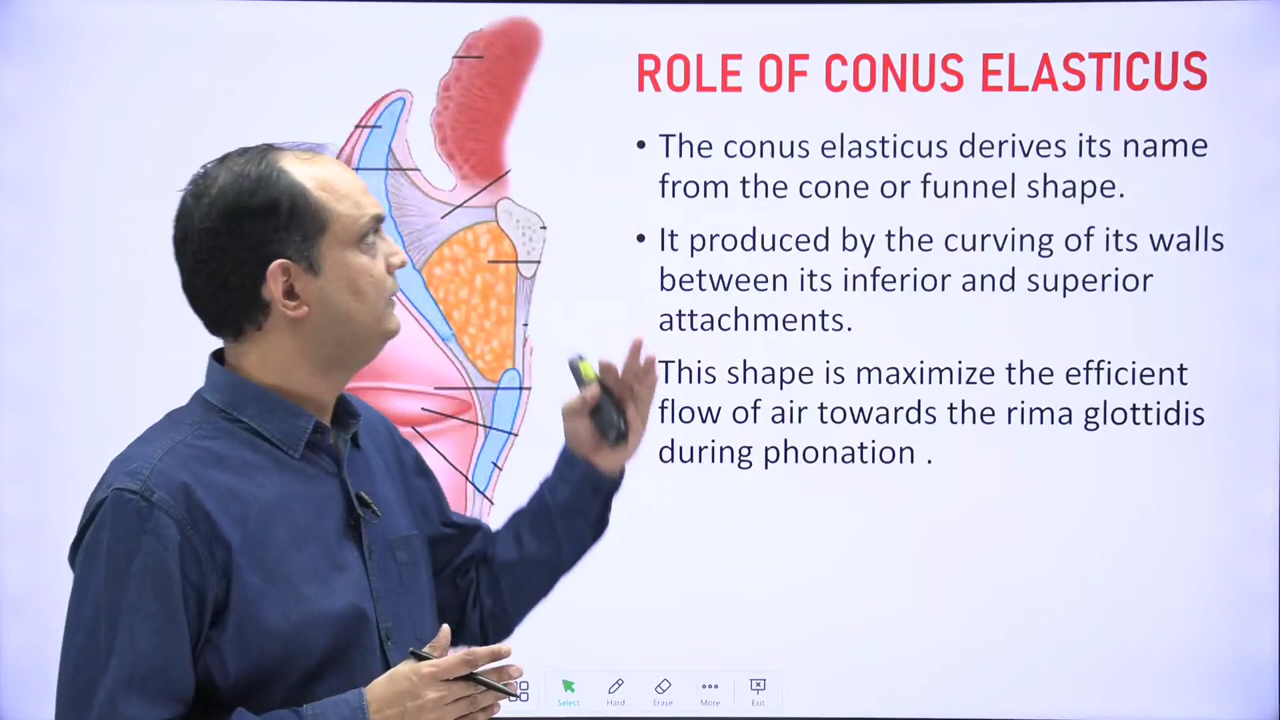 ROLE OF CONUS ELASTICUS
• The conus elasticus derives its name
from the cone or funnel shape.
• It produced by the curving of its walls
between its inferior and superior
attachments.
This shape is maximize the efficient
flow of air towards the rima glottidis
during phonation .
Select Hard Erase More Exit